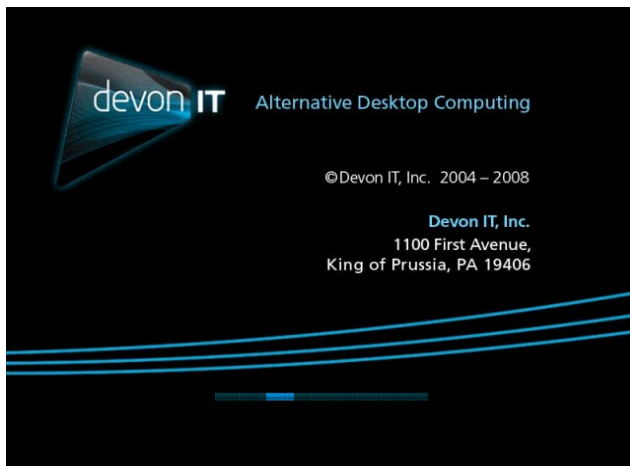 devon IT
Alternative Desktop Computing
©Devon IT, Inc. 2004 – 2008
Devon IT, Inc.
1100 First Avenue,
King of Prussia, PA 19406